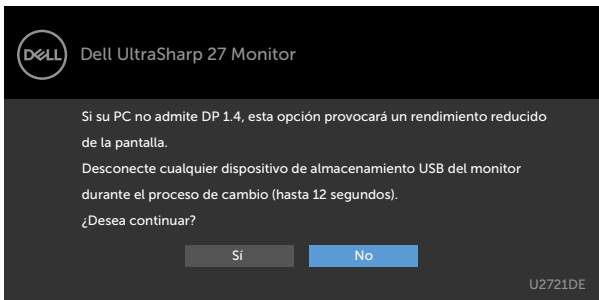 DELL
Dell UltraSharp 27 Monitor
Si su PC no admite DP 1.4, esta opción provocará un rendimiento reducido
de la pantalla.
Desconecte cualquier dispositivo de almacenamiento USB del monitor
durante el proceso de cambio (hasta 12 segundos).
¿Desea continuar?
Sí No
U2721DE